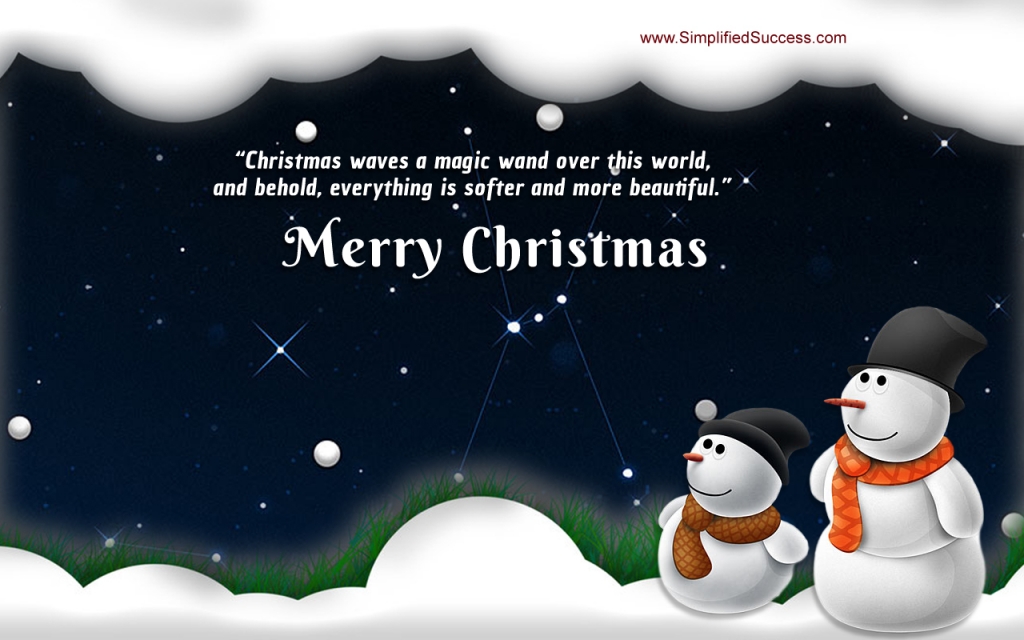 www.SimplifiedSuccess.com
“Christmas waves a magic wand over this world,
and behold, everything is softer and more beautiful.”
Merry Christmas